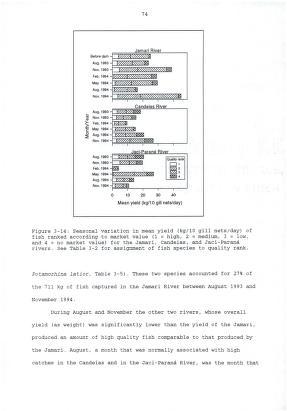 74
Jamari River
Before dam
Aug. 1993
Nov. 1993
Feb. 1994
May. 1994
Aug. 1994
Nov. 1994
Candeias River
Aug. 1993
Nov. 1993
Feb. 1994
May. 1994
Aug. 1994
Nov. 1994
Jaci-Paraná River
Aug. 1993
Nov. 1993
Feb. 1994
May. 1994
Aug. 1994
Nov. 1994
Month/Year
Quality rank
1
2
3
4
0 10 20 30 40
Mean yield (kg/10 gill nets/day)
Figure 3-14: Seasonal variation in mean yield (kg/10 gill nets/day) of
fish ranked according to market value (1 = high, 2 = medium, 3 = low,
and 4 = no market value) for the Jamari, Candeias, and Jaci-Paraná
rivers. See Table 3-2 for assignment of fish species to quality rank.
Potamorhina latior, Table 3-5). These two species accounted for 27% of
the 711 kg of fish captured in the Jamari River between August 1993 and
November 1994.
During August and November the other two rivers, whose overall
yield (as weight) was significantly lower than the yield of the Jamari,
produced an amount of high quality fish comparable to that produced by
the Jamari. August, a month that was normally associated with high
catches in the Candeias and in the Jaci-Paraná River, was the month that